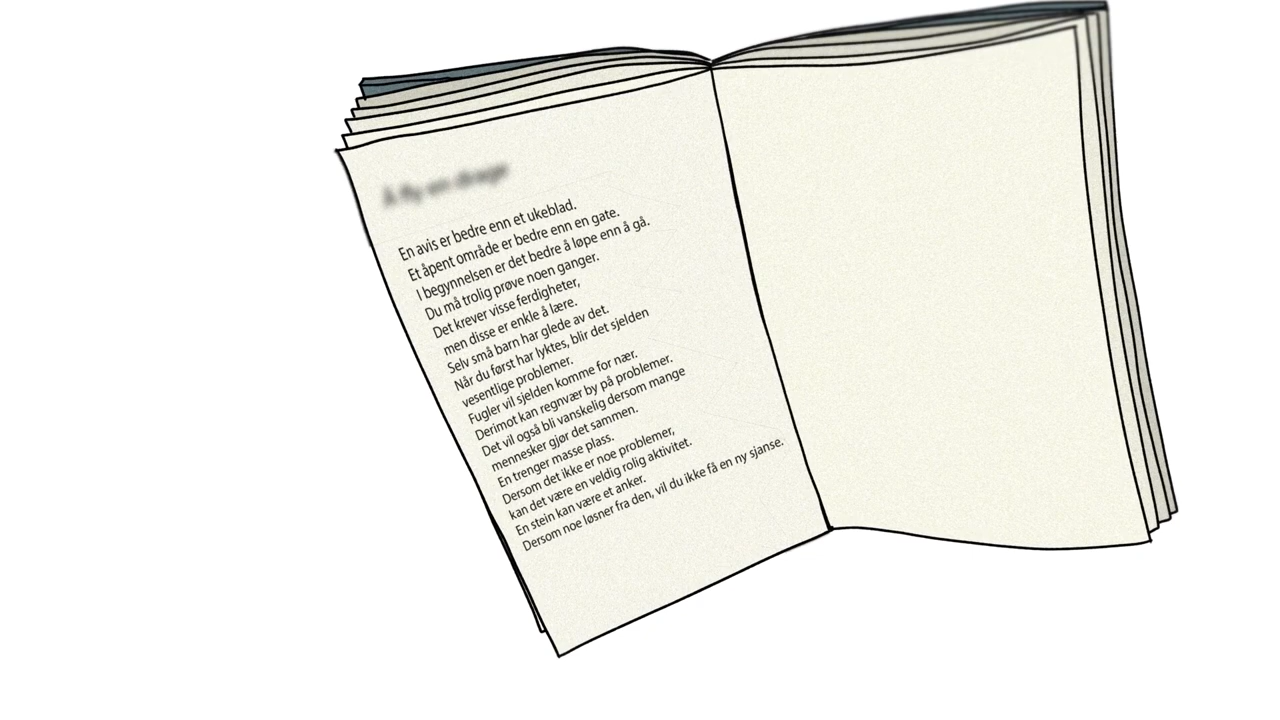 Å fly en drage
En avis er bedre enn et ukeblad.
Et åpent område er bedre enn en gate.
I begynnelsen er det bedre å løpe enn å gå.
Du må trolig prøve noen ganger.
Det krever visse ferdigheter,
men disse er enkle å lære.
Selv små barn har glede av det.
Når du først har lyktes, blir det sjelden
vesentlige problemer.
Fugler vil sjelden komme for nær.
Derimot kan regnvær by på problemer.
Det vil også bli vanskelig dersom mange
mennesker gjør det sammen.
En trenger masse plass.
Dersom det ikke er noe problemer,
kan det være en veldig rolig aktivitet.
En stein kan være et anker.
Dersom noe løsner fra den, vil du ikke få en ny sjanse.